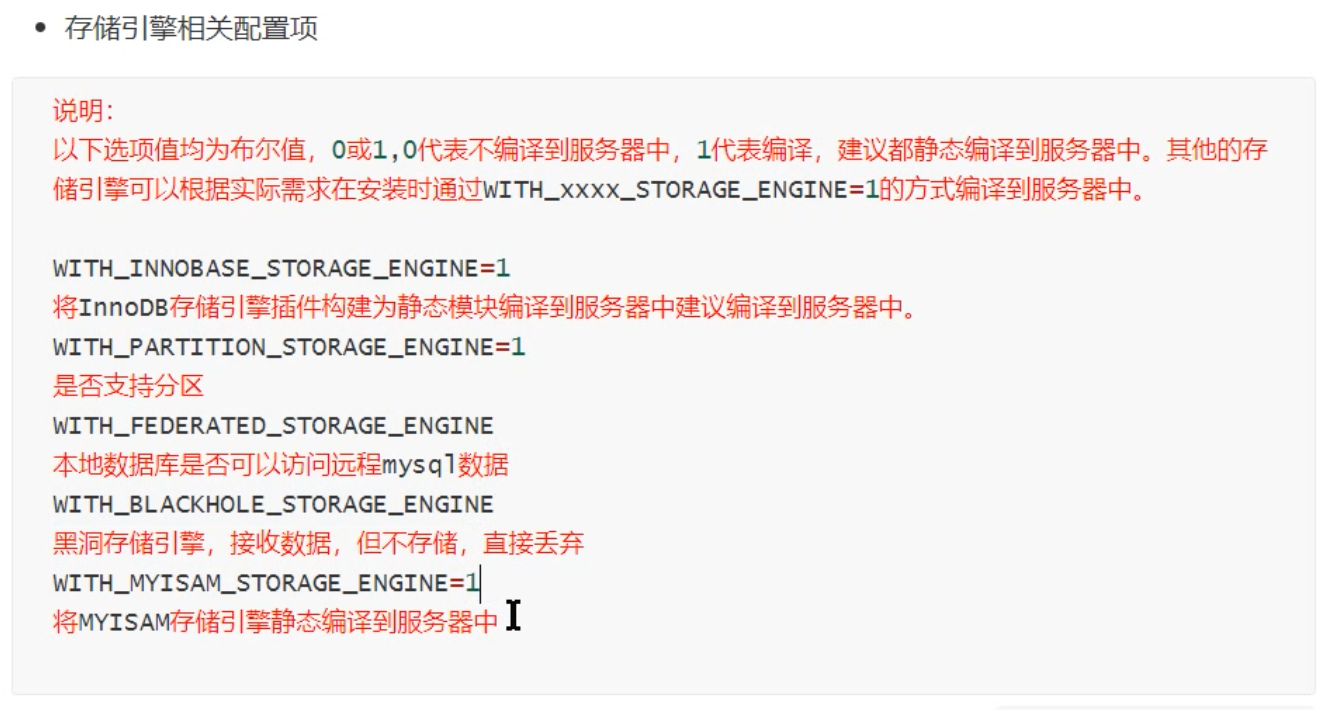 存储引擎相关配置项
说明:
以下选项值均为布尔值，0或1,0代表不编译到服务器中，1代表编译，建议都静态编译到服务器中。其他的存
储引擎可以根据实际需求在安装时通过WITH_xxxx_STORAGE_ENGINE=1的方式编译到服务器中。
WITH_INNOBASE_STORAGE_ENGINE=1
将InnoDB存储引擎插件构建为静态模块编译到服务器中建议编译到服务器中。
WITH_PARTITION_STORAGE_ENGINE=1
是否支持分区
WITH_FEDERATED_STORAGE_ENGINE
本地数据库是否可以访问远程mysql数据
WITH_BLACKHOLE_STORAGE_ENGINE
黑洞存储引擎，接收数据，但不存储，直接丢弃
WITH_MYISAM_STORAGE_ENGINE=1
将MYISAM存储引擎静态编译到服务器中